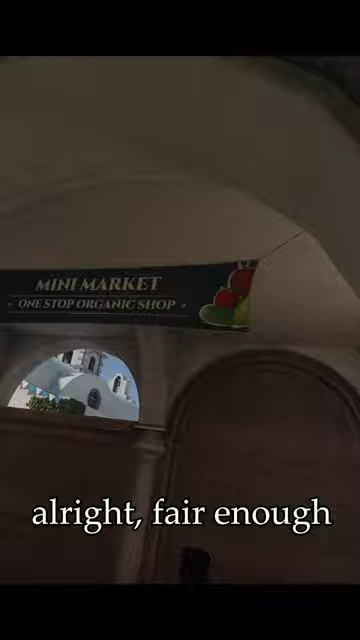 MINI MARKET
- ONE STOP ORGANIC SHOP -
alright, fair enough